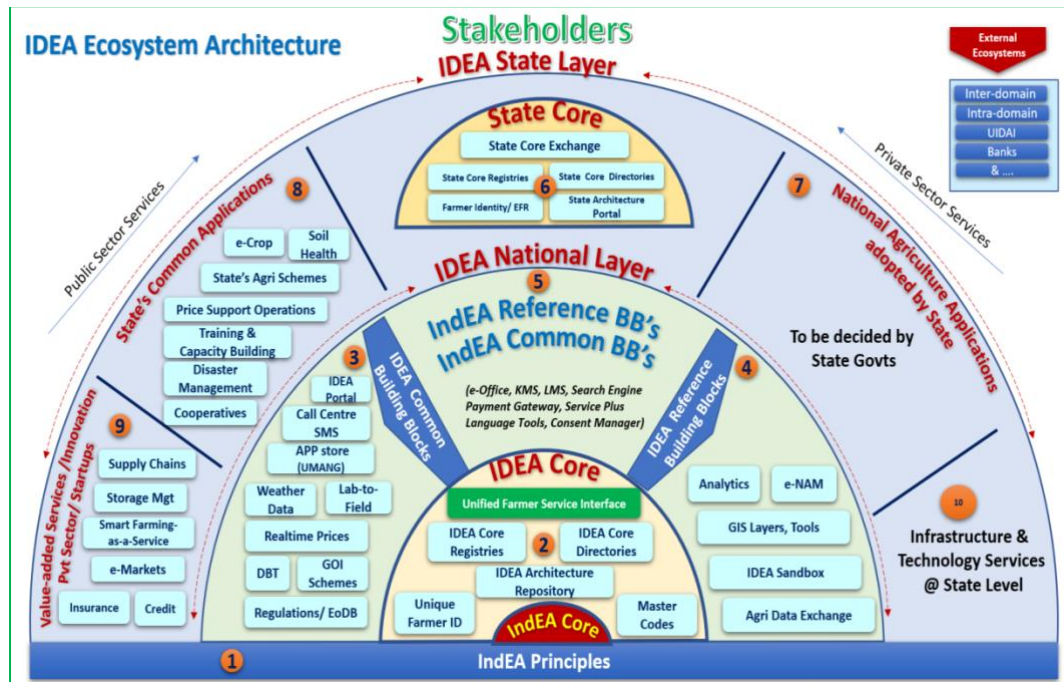 IDEA Ecosystem Architecture
Stakeholders
IDEA State Layer
External
Ecosystems
Inter-domain
Intra-domain
UIDAI
Banks
& ....
Public Sector Services
Private Sector Services
State Core
State Core Exchange
State Core Registries
State Core Directories
6
Farmer Identity/ EFR
State Architecture
Portal
8
State's Common Applications
e-Crop
Soil
Health
State's Agri Schemes
Price Support Operations
Training &
Capacity Building
Disaster
Management
Cooperatives
7
National Agriculture Applications
adopted by State
To be decided by
State Govts
9
Value-added Services /Innovation
Pvt Sector/ Startups
Supply Chains
Storage Mgt
Smart Farming-
as-a-Service
e-Markets
Insurance
Credit
10
Infrastructure &
Technology Services
@ State Level
IDEA National Layer
5
IndEA Reference BB's
IndEA Common BB's
(e-Office, KMS, LMS, Search Engine
Payment Gateway, Service Plus
Language Tools, Consent Manager)
3
IDEA Common
Building Blocks
IDEA
Portal
Call Centre
SMS
APP store
(UMANG)
Weather
Data
Lab-to-
Field
Realtime Prices
DBT
GOI
Schemes
Regulations/ EoDB
4
IDEA Reference
Building Blocks
Analytics
e-NAM
GIS Layers, Tools
IDEA Sandbox
Agri Data Exchange
IDEA Core
Unified Farmer Service Interface
IDEA Core
Registries
2
IDEA Core
Directories
IDEA Architecture
Repository
Unique
Farmer ID
Master
Codes
IndEA Core
1
IndEA Principles